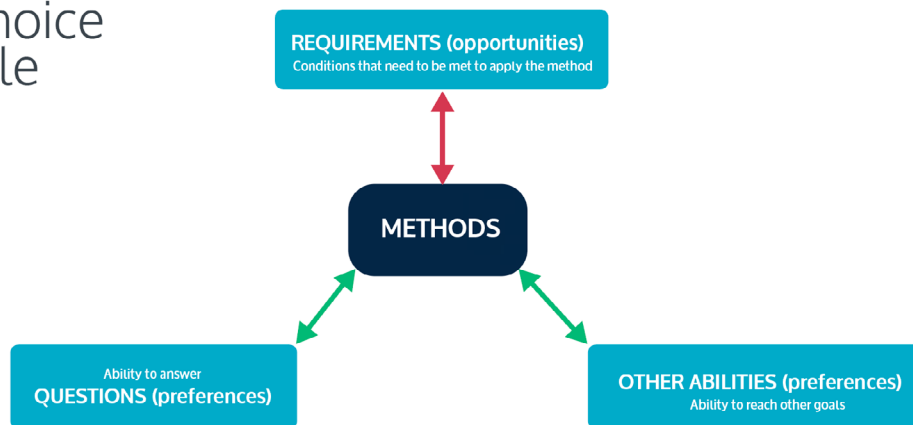 hoice
le
REQUIREMENTS (opportunities)
Conditions that need to be met to apply the method
METHODS
Ability to answer
QUESTIONS (preferences)
OTHER ABILITIES (preferences)
Ability to reach other goals